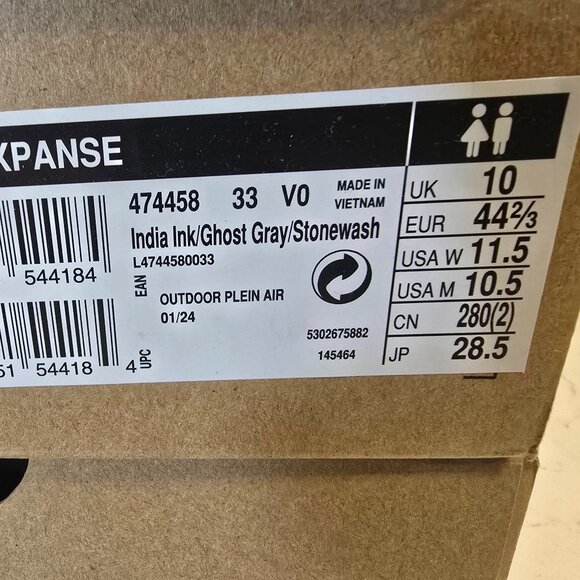 XPANSE
474458 33 V0 MADE IN VIETNAM
India Ink/Ghost Gray/Stonewash
L4744580033
EAN
544184
OUTDOOR PLEIN AIR
01/24
5302675882
145464
51 54418 4
UPC
UK 10
EUR 44⅔
USA W 11.5
USA M 10.5
CN 280(2)
JP 28.5